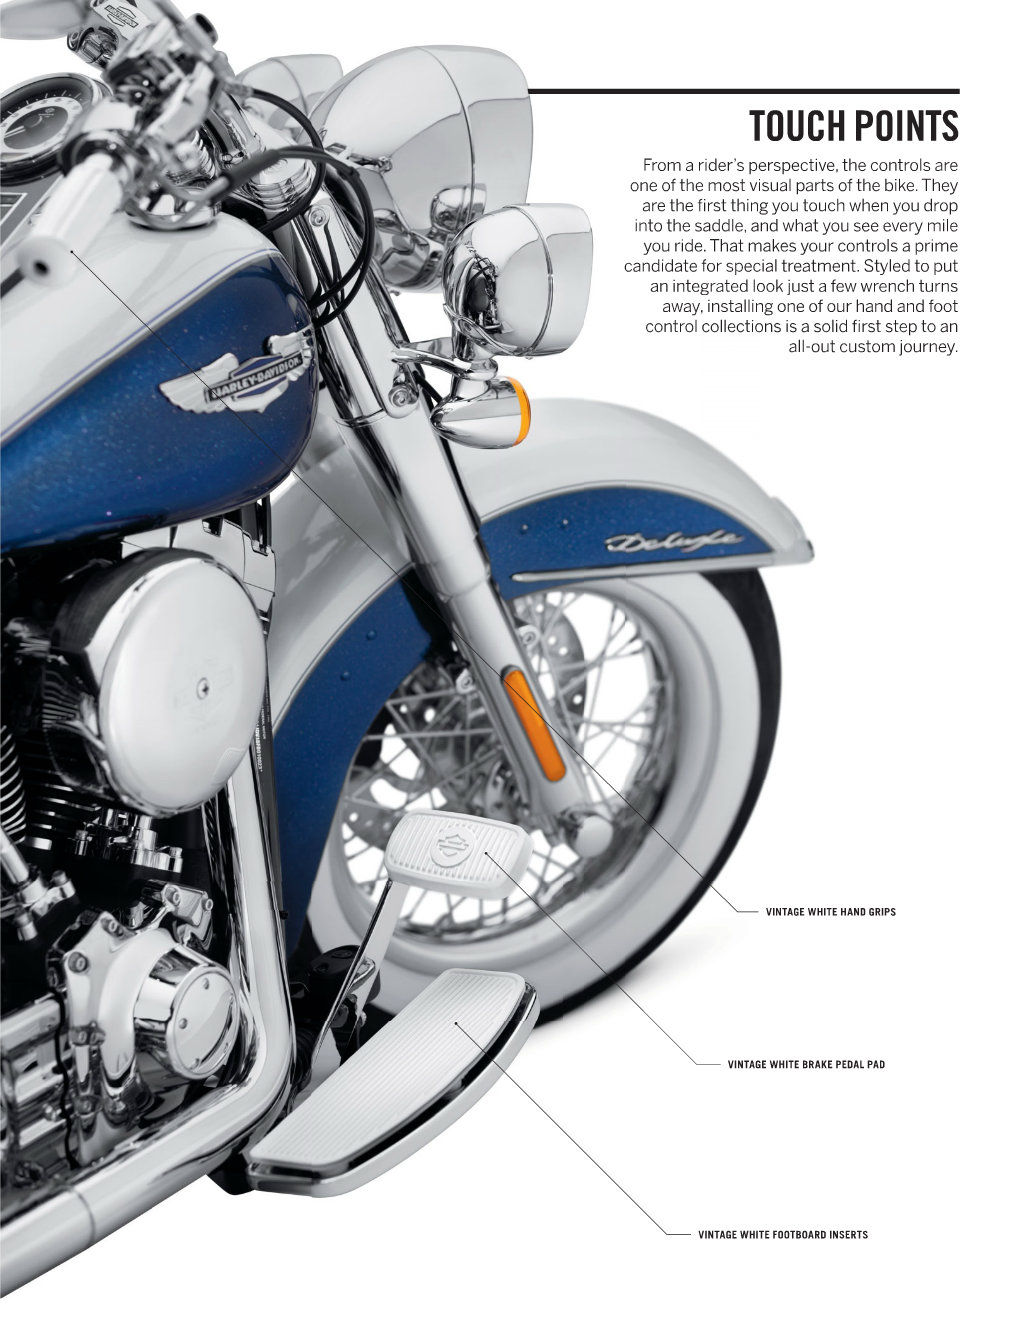 TOUCH POINTS
From a rider's perspective, the controls are
one of the most visual parts of the bike. They
are the first thing you touch when you drop
into the saddle, and what you see every mile
you ride. That makes your controls a prime
candidate for special treatment. Styled to put
an integrated look just a few wrench turns
away, installing one of our hand and foot
control collections is a solid first step to an
all-out custom journey.
HARLEY-DAVIDSON
Deluxe
VINTAGE WHITE HAND GRIPS
VINTAGE WHITE BRAKE PEDAL PAD
VINTAGE WHITE FOOTBOARD INSERTS